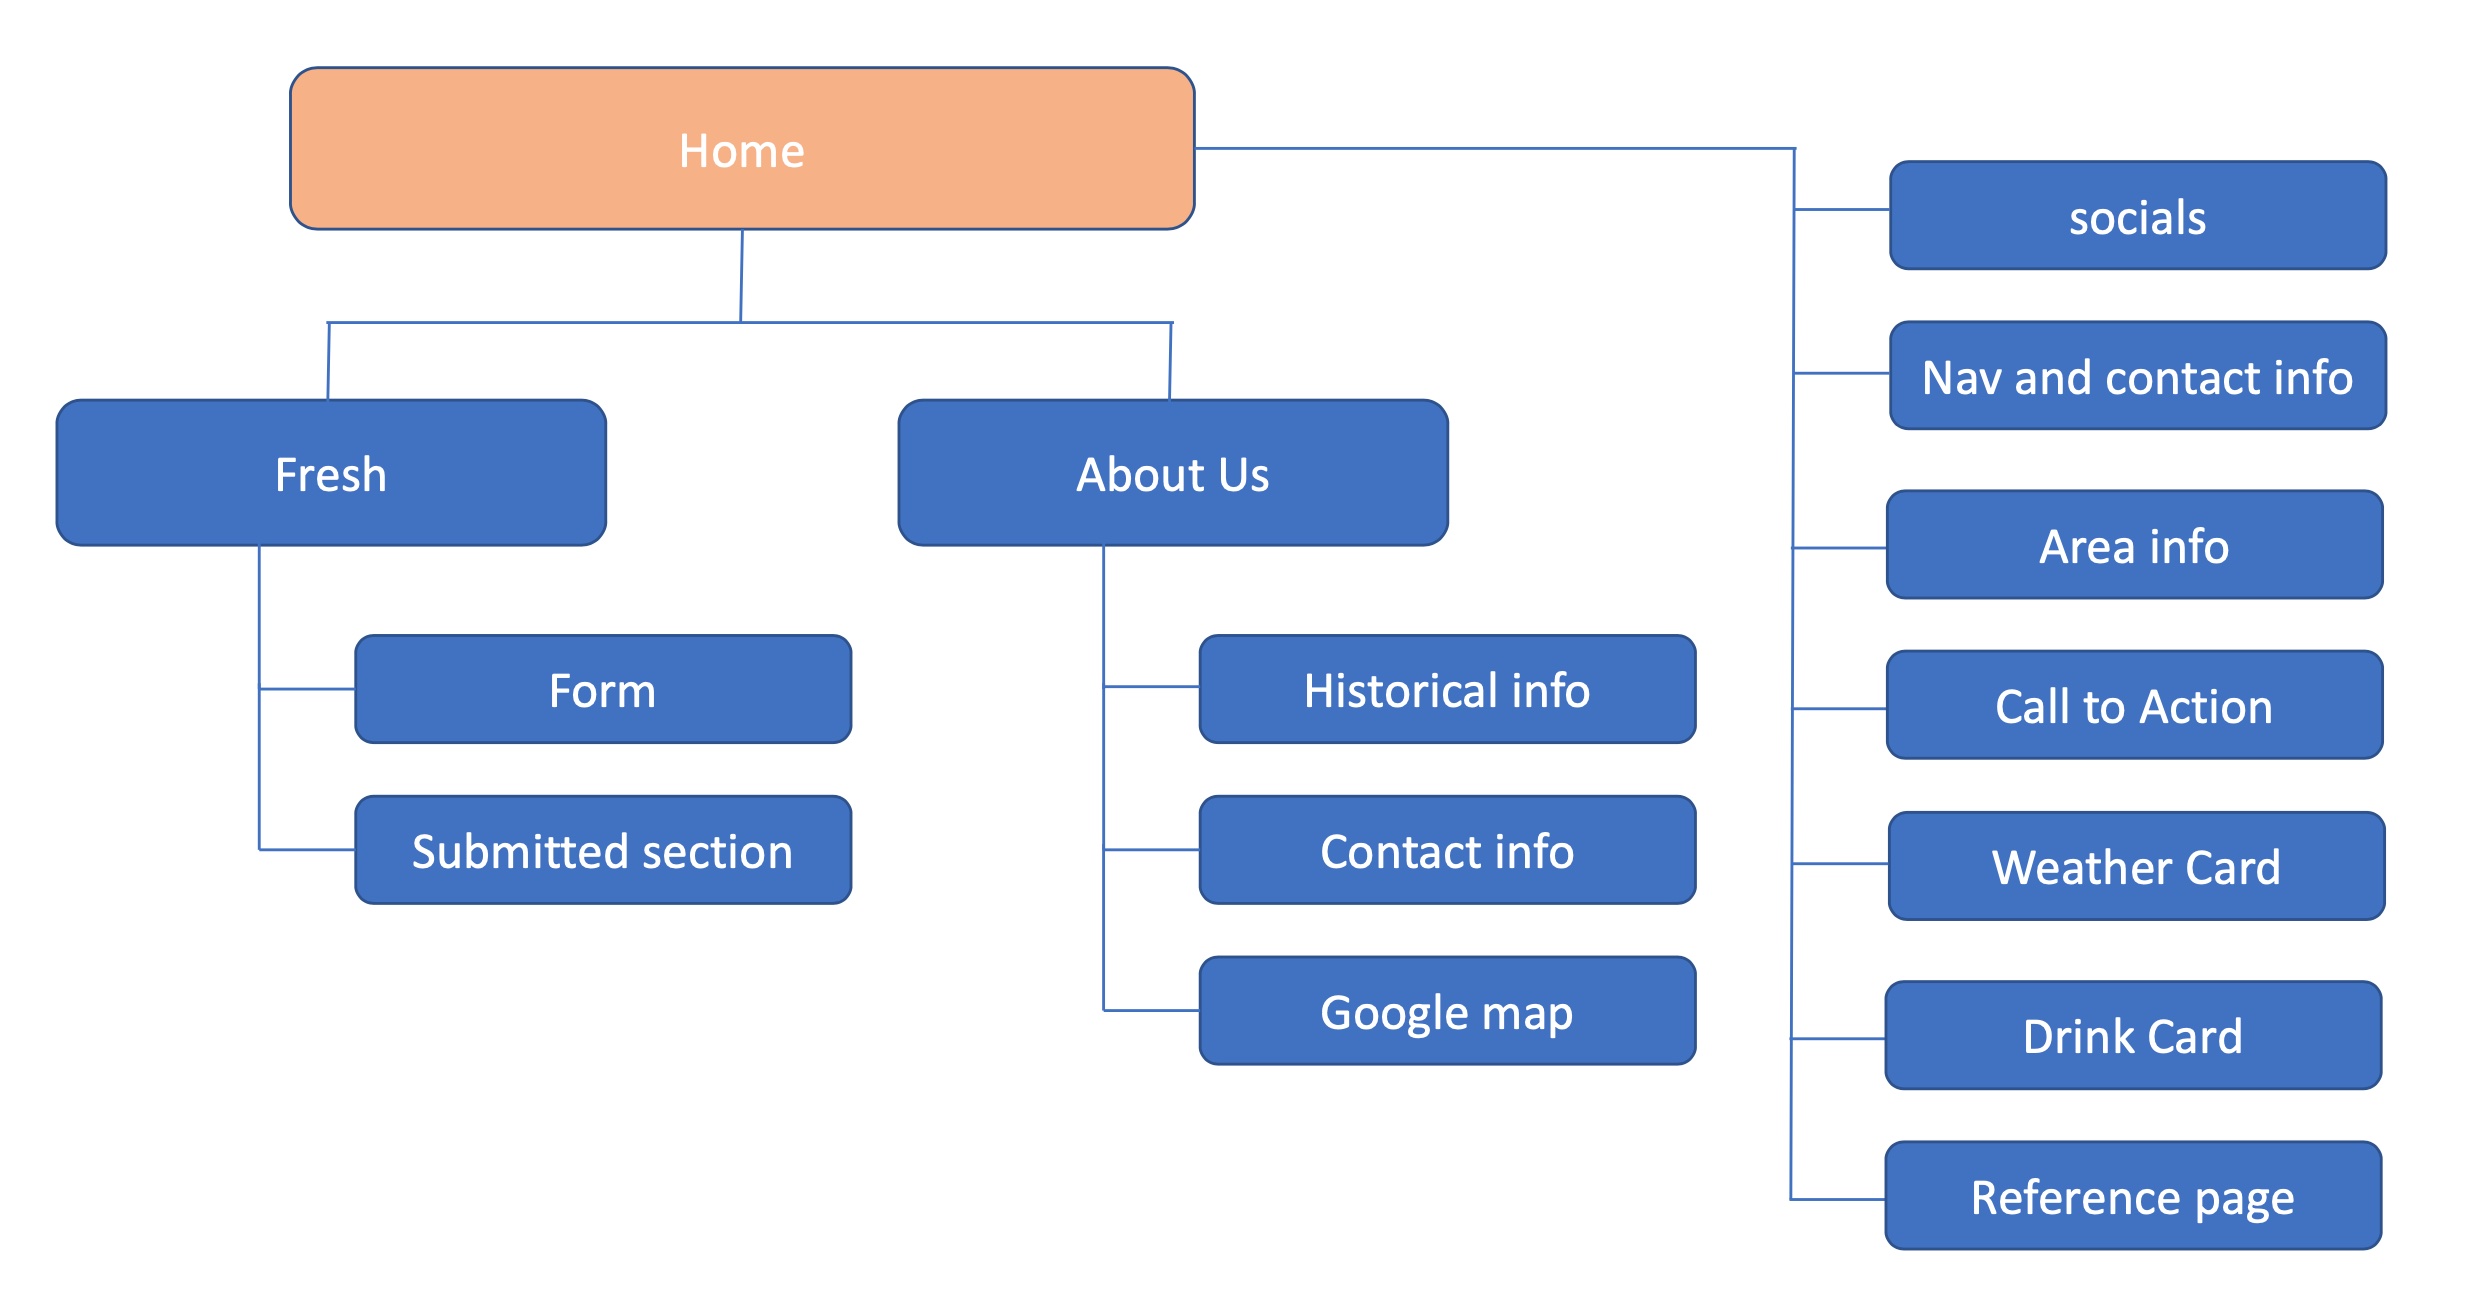 Home
Fresh
Form
Submitted section
About Us
Historical info
Contact info
Google map
socials
Nav and contact info
Area info
Call to Action
Weather Card
Drink Card
Reference page